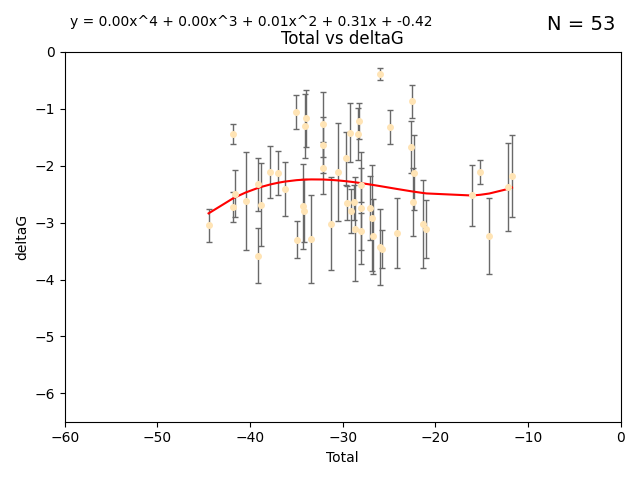 y = 0.00x^4 + 0.00x^3 + 0.01x^2 + 0.31x + -0.42
N = 53
Total vs deltaG
0
−1
−2
−3
−4
−5
−6
deltaG
−60 −50 −40 −30 −20 −10 0
Total